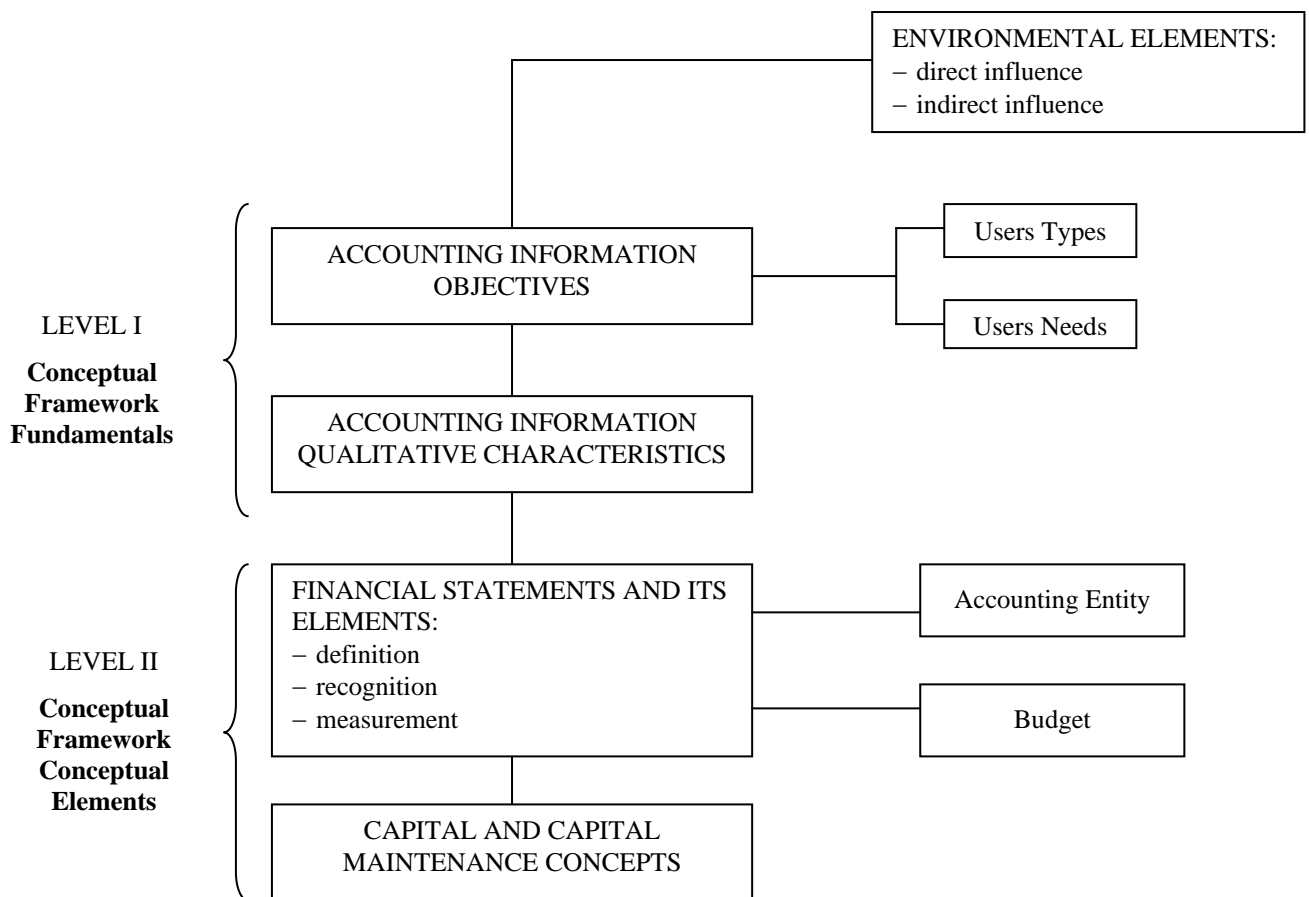 ENVIRONMENTAL ELEMENTS:
– direct influence
– indirect influence
Users Types
ACCOUNTING INFORMATION
OBJECTIVES
Users Needs
LEVEL I
Conceptual
Framework
Fundamentals
ACCOUNTING INFORMATION
QUALITATIVE CHARACTERISTICS
FINANCIAL STATEMENTS AND ITS
ELEMENTS:
– definition
– recognition
– measurement
Accounting Entity
LEVEL II
Conceptual
Framework
Conceptual
Elements
Budget
CAPITAL AND CAPITAL
MAINTENANCE CONCEPTS